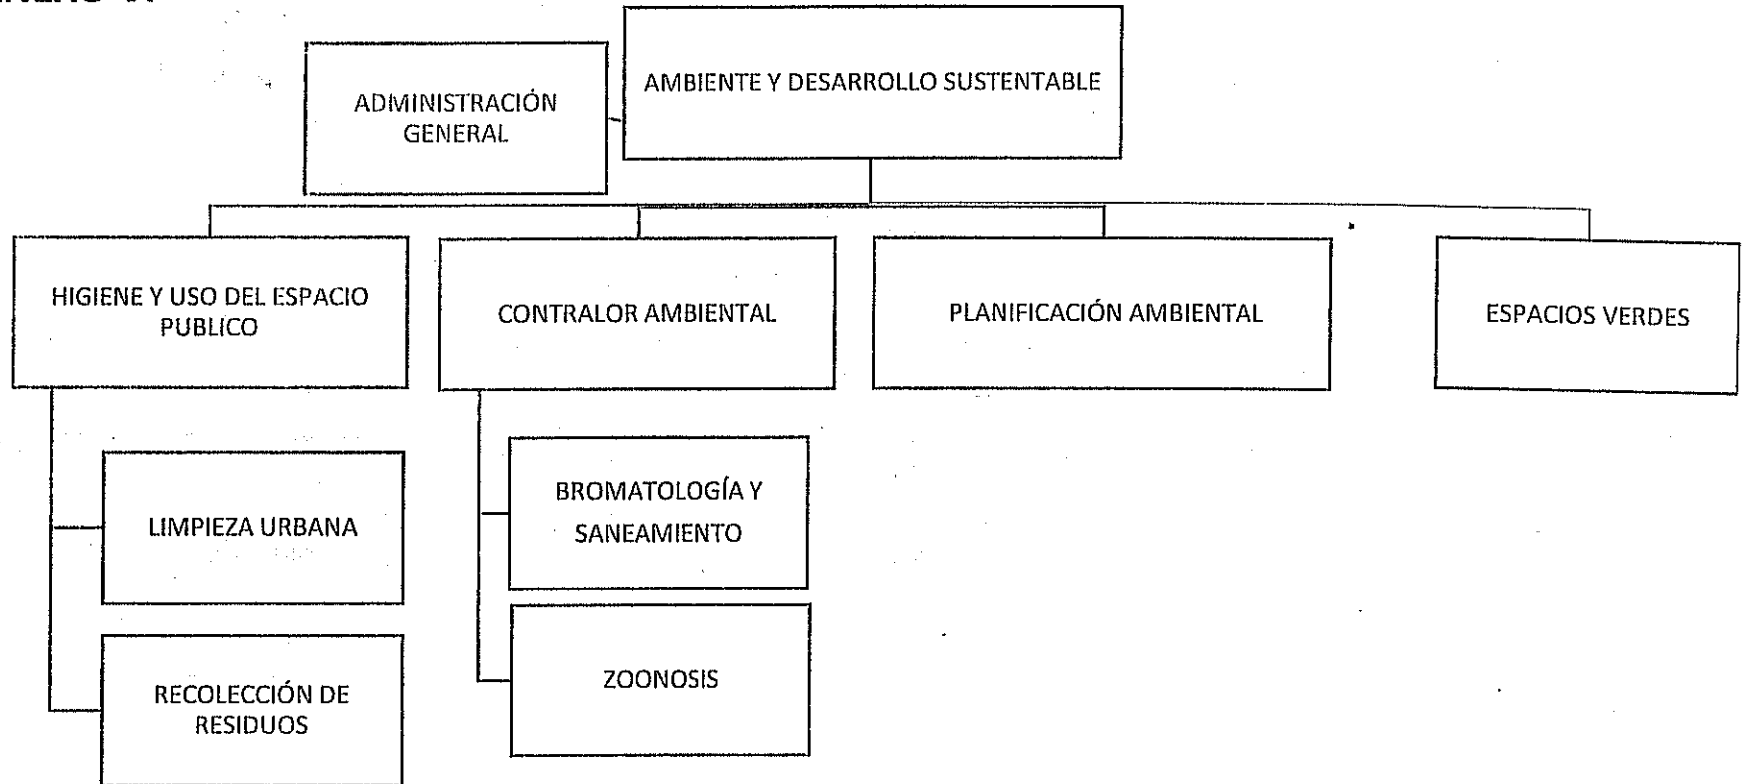 AMBIENTE Y DESARROLLO SUSTENTABLE
ADMINISTRACIÓN
GENERAL
HIGIENE Y USO DEL ESPACIO
PUBLICO
CONTRALOR AMBIENTAL
PLANIFICACIÓN AMBIENTAL
ESPACIOS VERDES
LIMPIEZA URBANA
BROMATOLOGÍA Y
SANEAMIENTO
RECOLECCIÓN DE
RESIDUOS
ZOONOSIS